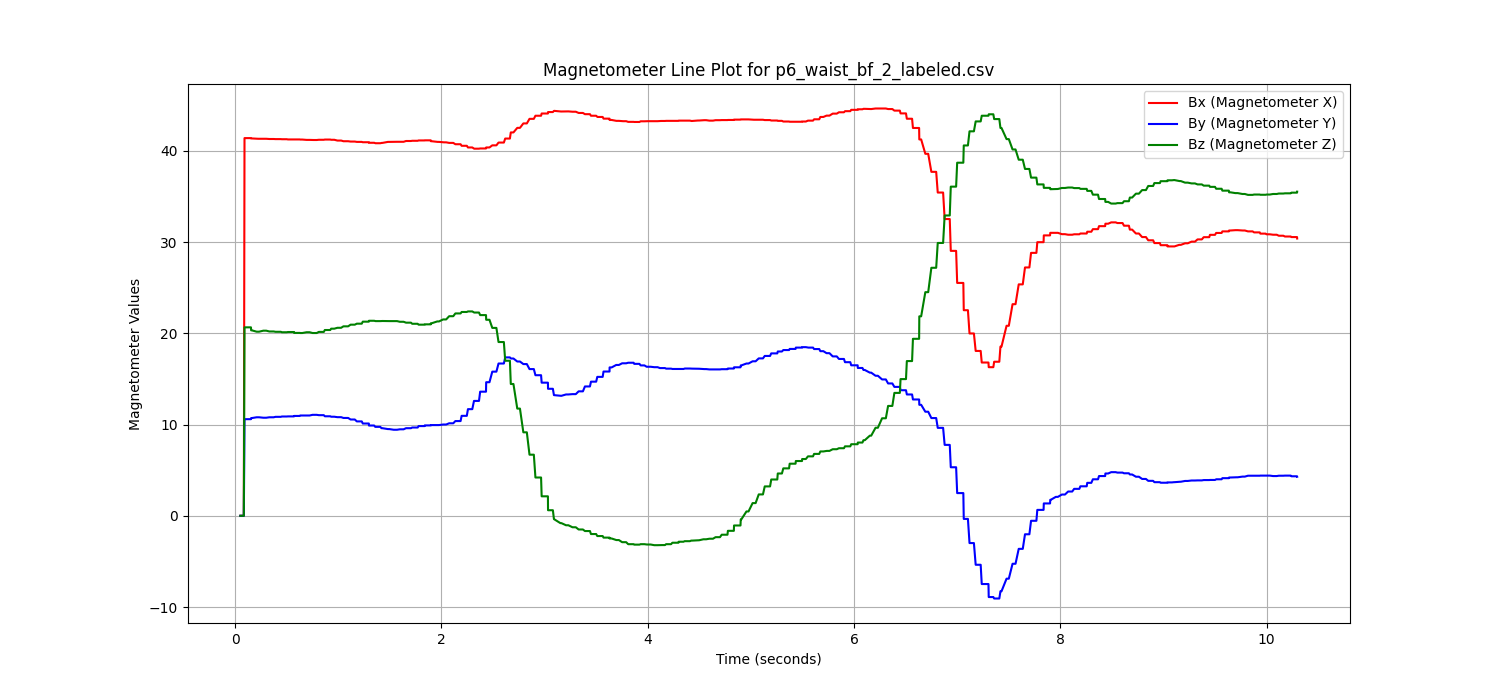 Magnetometer Line Plot for p6_waist_bf_2_labeled.csv
Bx (Magnetometer X)
By (Magnetometer Y)
Bz (Magnetometer Z)
Magnetometer Values
40
30
20
10
0
−10
0 2 4 6 8 10
Time (seconds)